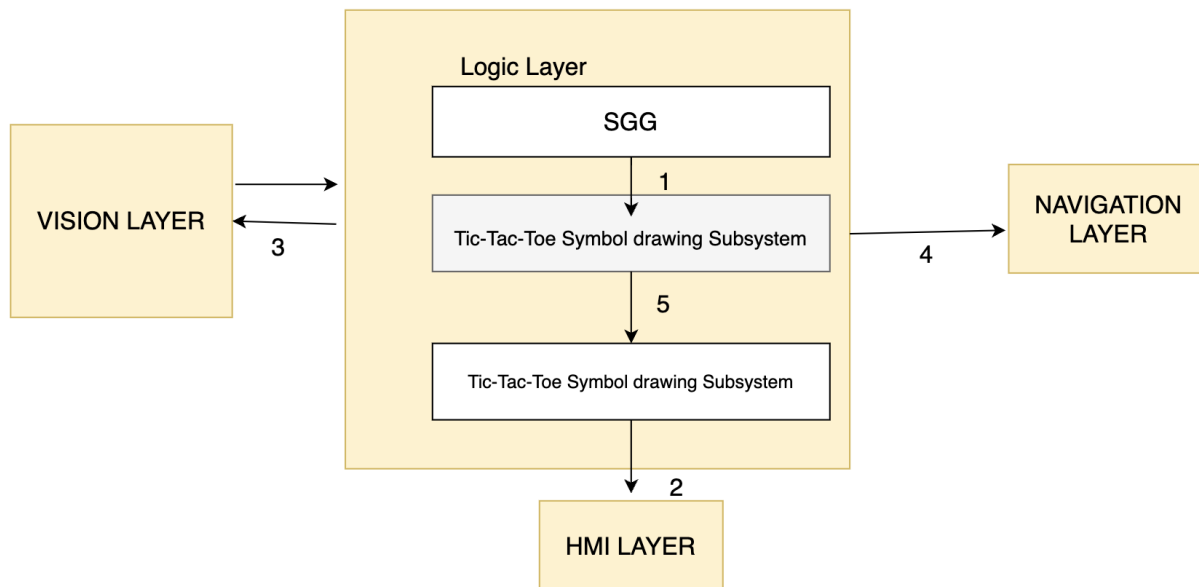 Logic Layer
SGG
1
VISION LAYER
3
Tic-Tac-Toe Symbol drawing Subsystem
4
NAVIGATION
LAYER
5
Tic-Tac-Toe Symbol drawing Subsystem
2
HMI LAYER